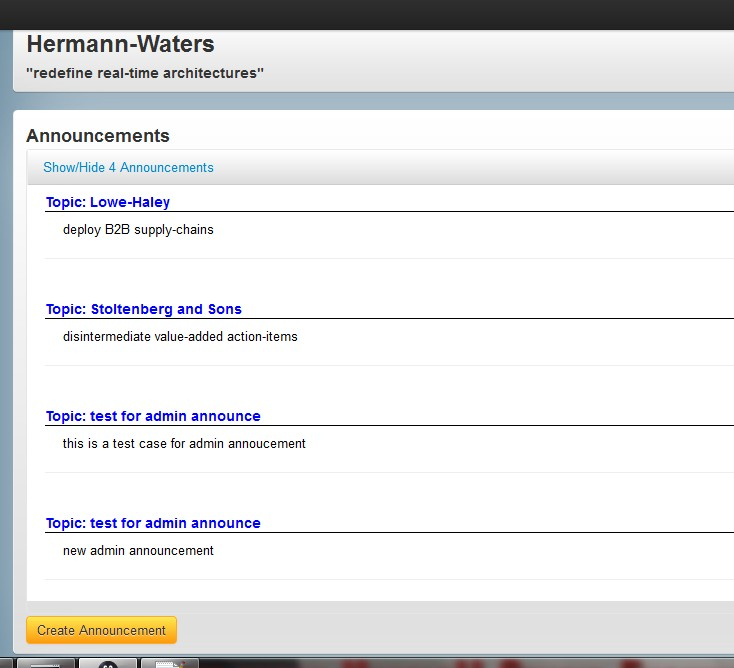 Hermann-Waters
"redefine real-time architectures"
Announcements
Show/Hide 4 Announcements
Topic: Lowe-Haley
deploy B2B supply-chains
Topic: Stoltenberg and Sons
disintermediate value-added action-items
Topic: test for admin announce
this is a test case for admin annoucement
Topic: test for admin announce
new admin announcement
Create Announcement